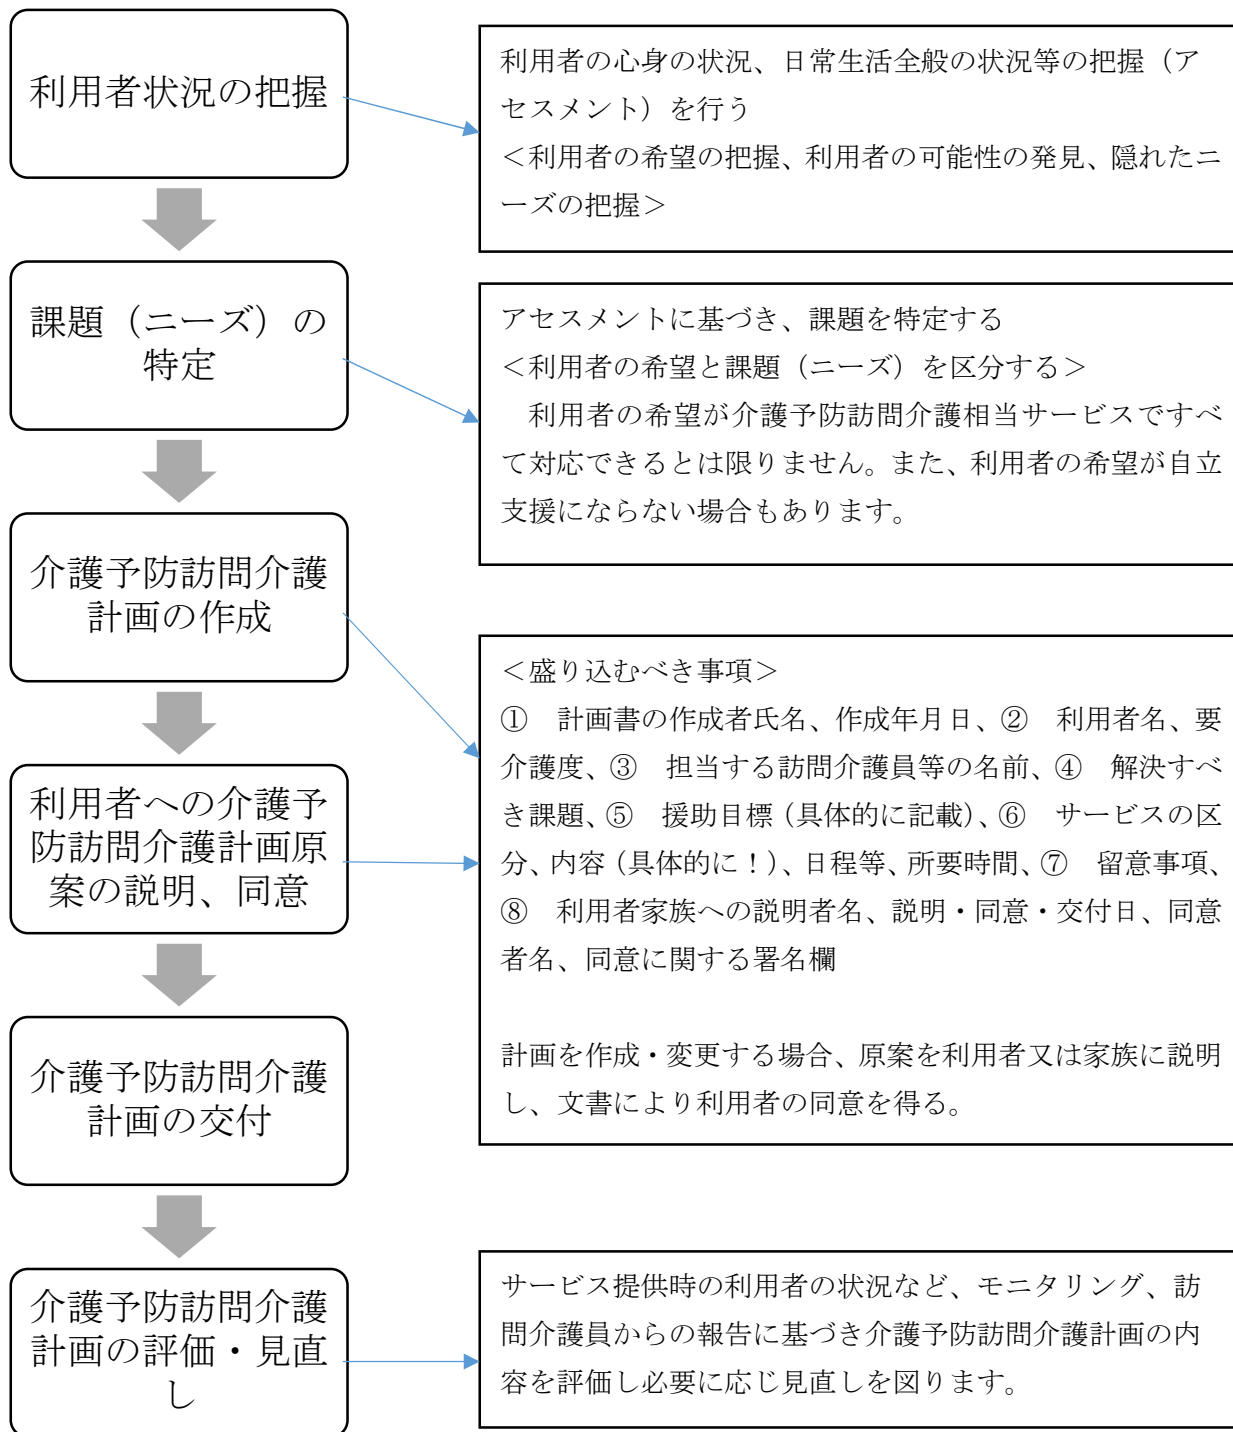 利用者状況の把握
利用者の心身の状況、日常生活全般の状況等の把握（ア
セスメント）を行う
＜利用者の希望の把握、利用者の可能性の発見、隠れたニ
ーズの把握＞
課題（ニーズ）の
特定
アセスメントに基づき、課題を特定する
＜利用者の希望と課題（ニーズ）を区分する＞
　利用者の希望が介護予防訪問介護相当サービスですべ
て対応できるとは限りません。また、利用者の希望が自立
支援にならない場合もあります。
介護予防訪問介護
計画の作成
利用者への介護予
防訪問介護計画原
案の説明、同意
＜盛り込むべき事項＞
①　計画書の作成者氏名、作成年月日、②　利用者名、要
介護度、③　担当する訪問介護員等の名前、④　解決すべ
き課題、⑤　援助目標（具体的に記載）、⑥　サービスの区
分、内容（具体的に！）、日程等、所要時間、⑦　留意事項、
⑧　利用者家族への説明者名、説明・同意・交付日、同意
者名、同意に関する署名欄
計画を作成・変更する場合、原案を利用者又は家族に説明
し、文書により利用者の同意を得る。
介護予防訪問介護
計画の交付
介護予防訪問介護
計画の評価・見直
し
サービス提供時の利用者の状況など、モニタリング、訪
問介護員からの報告に基づき介護予防訪問介護計画の内
容を評価し必要に応じ見直しを図ります。